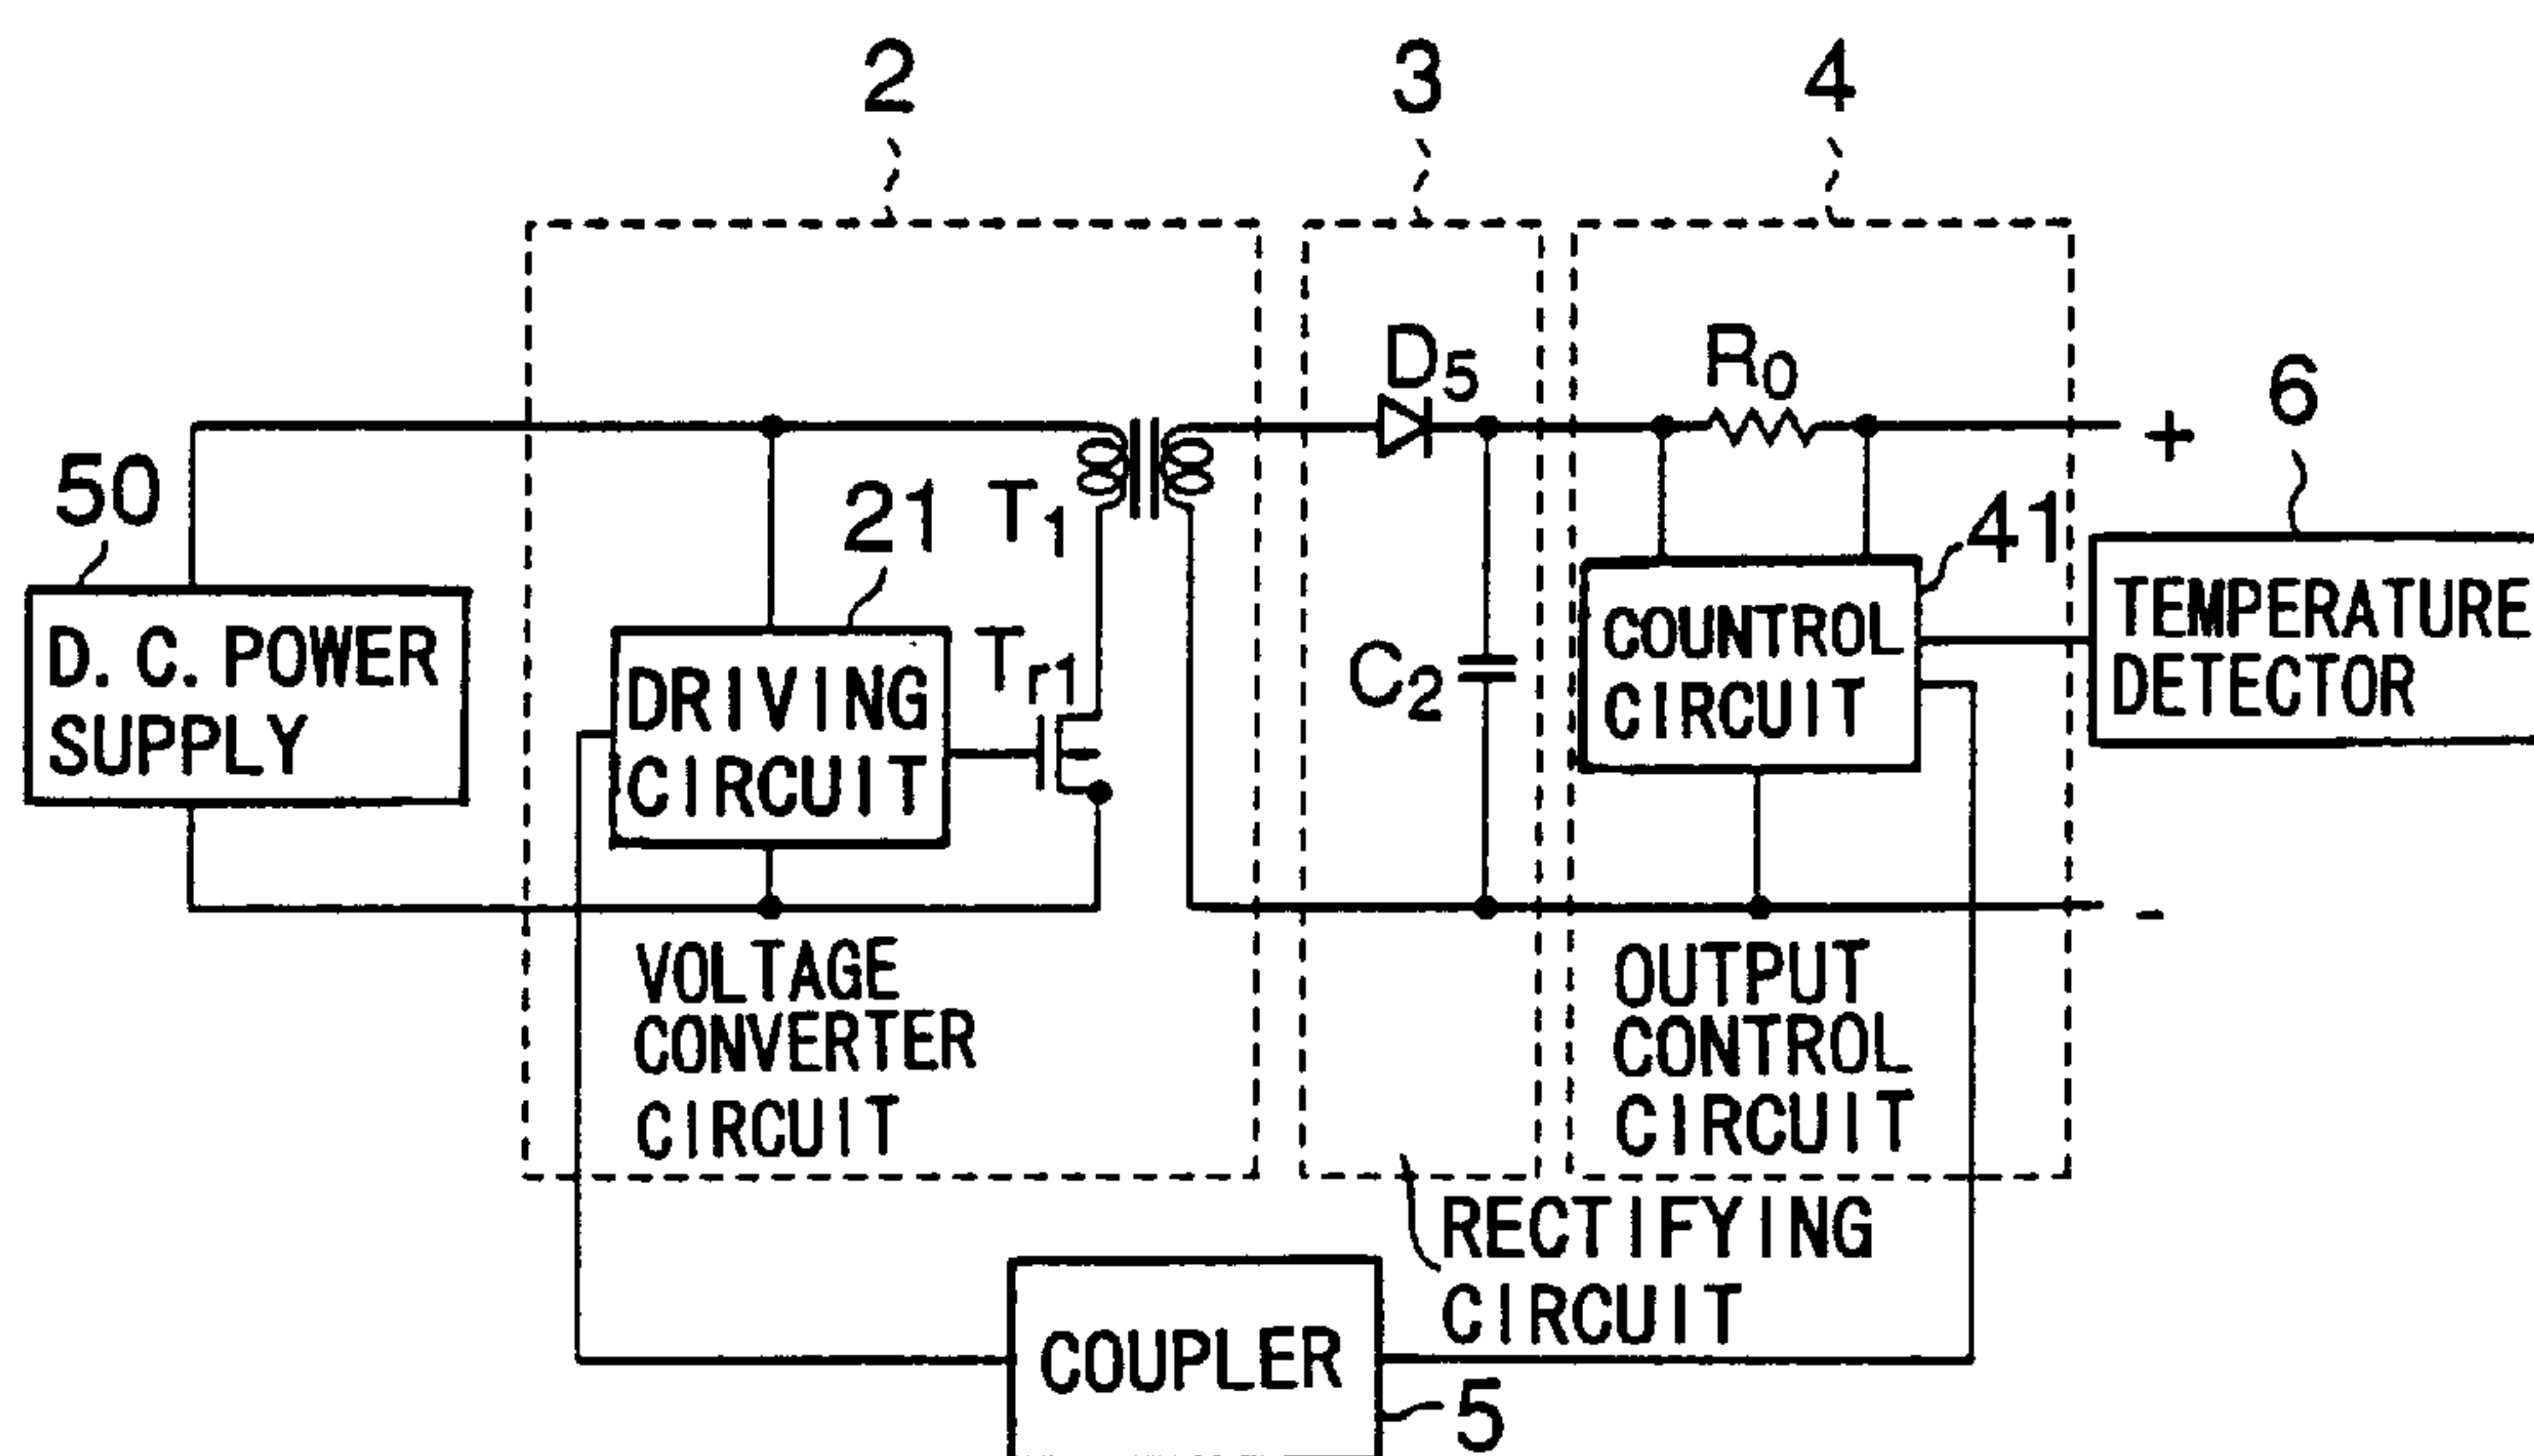 2
3
4
D5
R0
+
6
50
21
T1
41
D.C. POWER
SUPPLY
DRIVING
CIRCUIT
Tr1
C2
COUNTROL
CIRCUIT
TEMPERATURE
DETECTOR
-
VOLTAGE
CONVERTER
CIRCUIT
OUTPUT
CONTROL
CIRCUIT
RECTIFYING
CIRCUIT
COUPLER
5